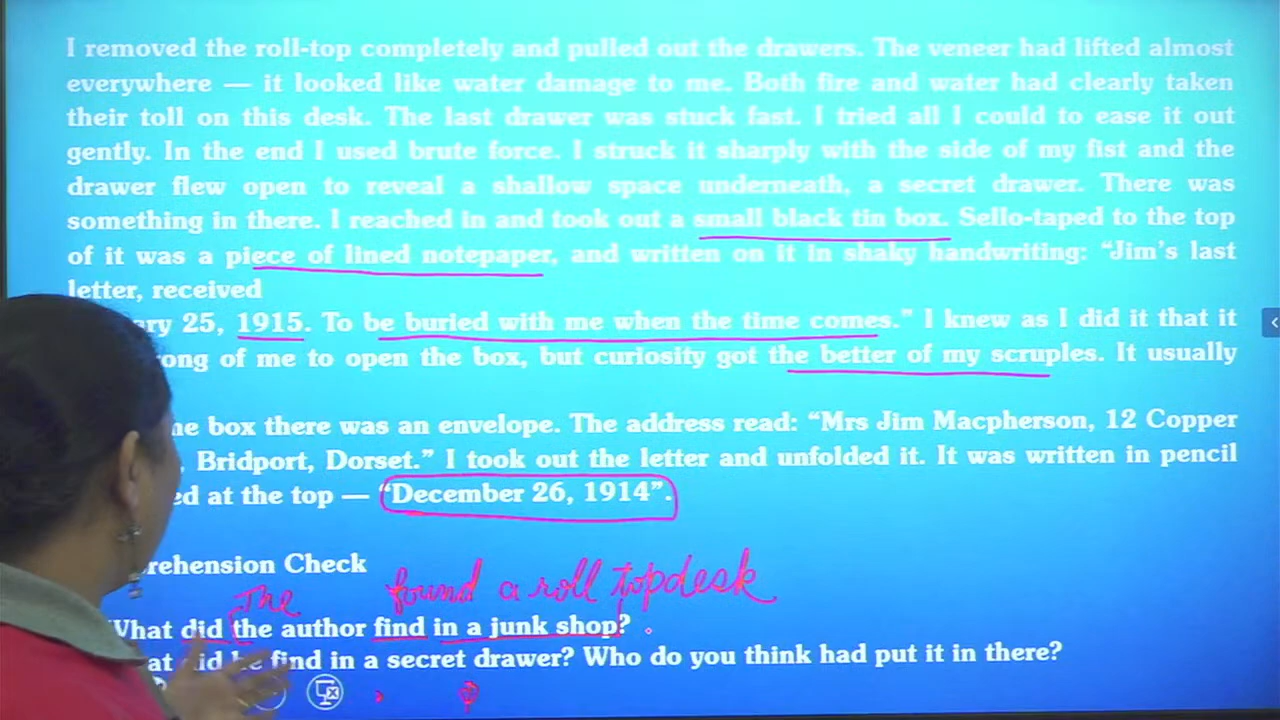 I removed the roll-top completely and pulled out the drawers. The veneer had lifted almost
everywhere — it looked like water damage to me. Both fire and water had clearly taken
their toll on this desk. The last drawer was stuck fast. I tried all I could to ease it out
gently. In the end I used brute force. I struck it sharply with the side of my fist and the
drawer flew open to reveal a shallow space underneath, a secret drawer. There was
something in there. I reached in and took out a small black tin box. Sello-taped to the top
of it was a piece of lined notepaper, and written on it in shaky handwriting: “Jim’s last
letter, received
25, 1915. To be buried with me when the time comes.” I knew as I did it that it
of me to open the box, but curiosity got the better of my scruples. It usually
box there was an envelope. The address read: “Mrs Jim Macpherson, 12 Copper
, Bridport, Dorset.” I took out the letter and unfolded it. It was written in pencil
at the top — “December 26, 1914”.
Check
The found a roll topdesk
What did the author find in a junk shop?
did he find in a secret drawer? Who do you think had put it in there?